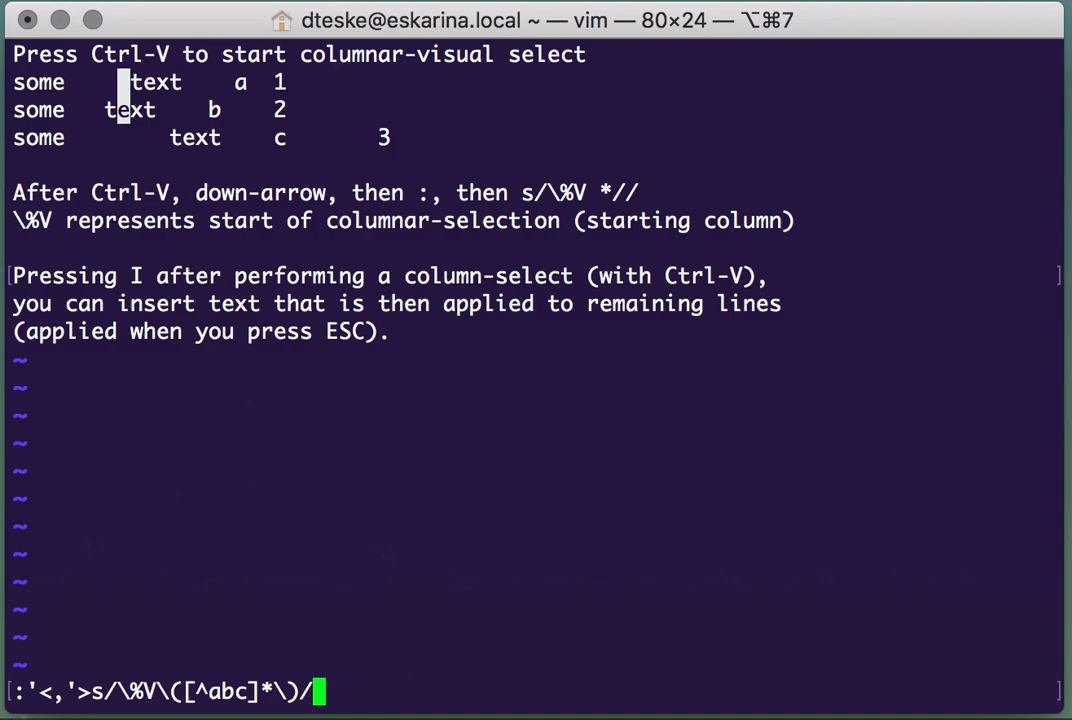 dteske@eskarina.local ~ — vim — 80×24 — ⌥⌘7
Press Ctrl-V to start columnar-visual select
some     text    a  1
some   text    b    2
some        text    c       3
After Ctrl-V, down-arrow, then :, then s/\%V *//
\%V represents start of columnar-selection (starting column)
[Pressing I after performing a column-select (with Ctrl-V), ]
you can insert text that is then applied to remaining lines
(applied when you press ESC).
~
~
~
~
~
~
~
~
~
~
~
~
[:'<,'>s/\%V\([^abc]*\)/ ]